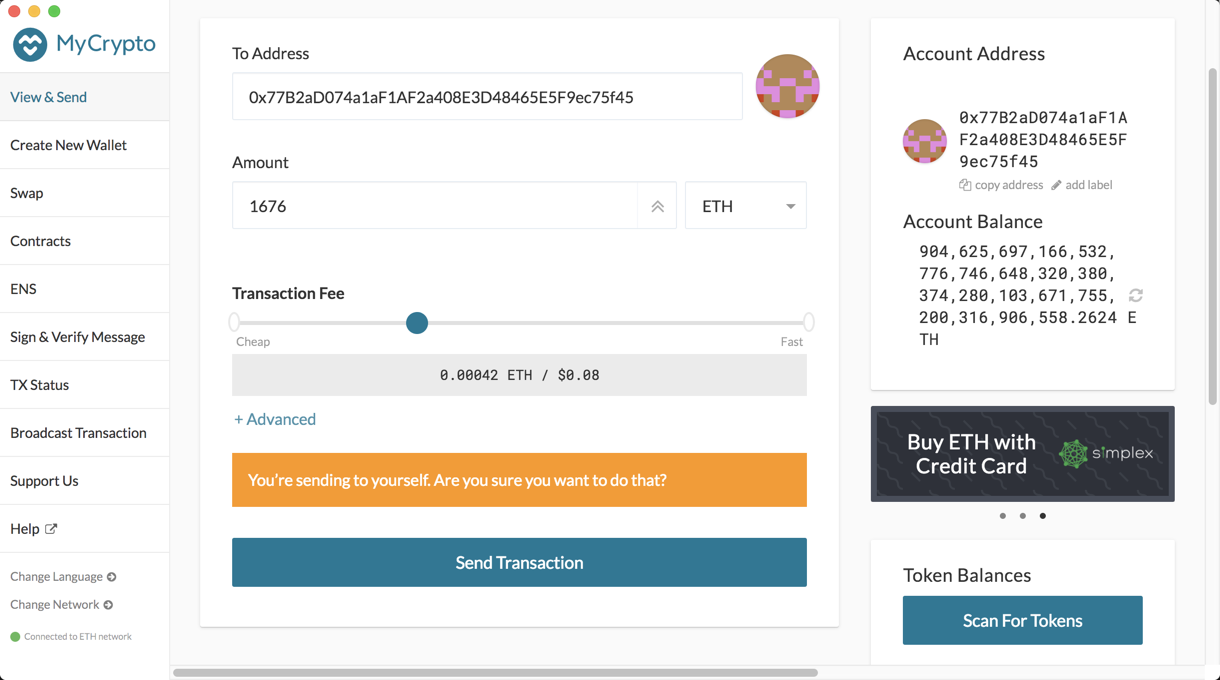 MyCrypto
View & Send
Create New Wallet
Swap
Contracts
ENS
Sign & Verify Message
TX Status
Broadcast Transaction
Support Us
Help
Change Language
Change Network
Connected to ETH network
To Address
0x77B2aD074a1aF1AF2a408E3D48465E5F9ec75f45
Amount
1676
ETH
Transaction Fee
Cheap
Fast
0.00042 ETH / $0.08
+ Advanced
You're sending to yourself. Are you sure you want to do that?
Send Transaction
Account Address
0x77B2aD074a1aF1A
F2a408E3D48465E5F
9ec75f45
copy address
add label
Account Balance
904,625,697,166,532,
776,746,648,320,380,
374,280,103,671,755,
200,316,906,558.2624 E
TH
Buy ETH with
Credit Card
simplex
Token Balances
Scan For Tokens